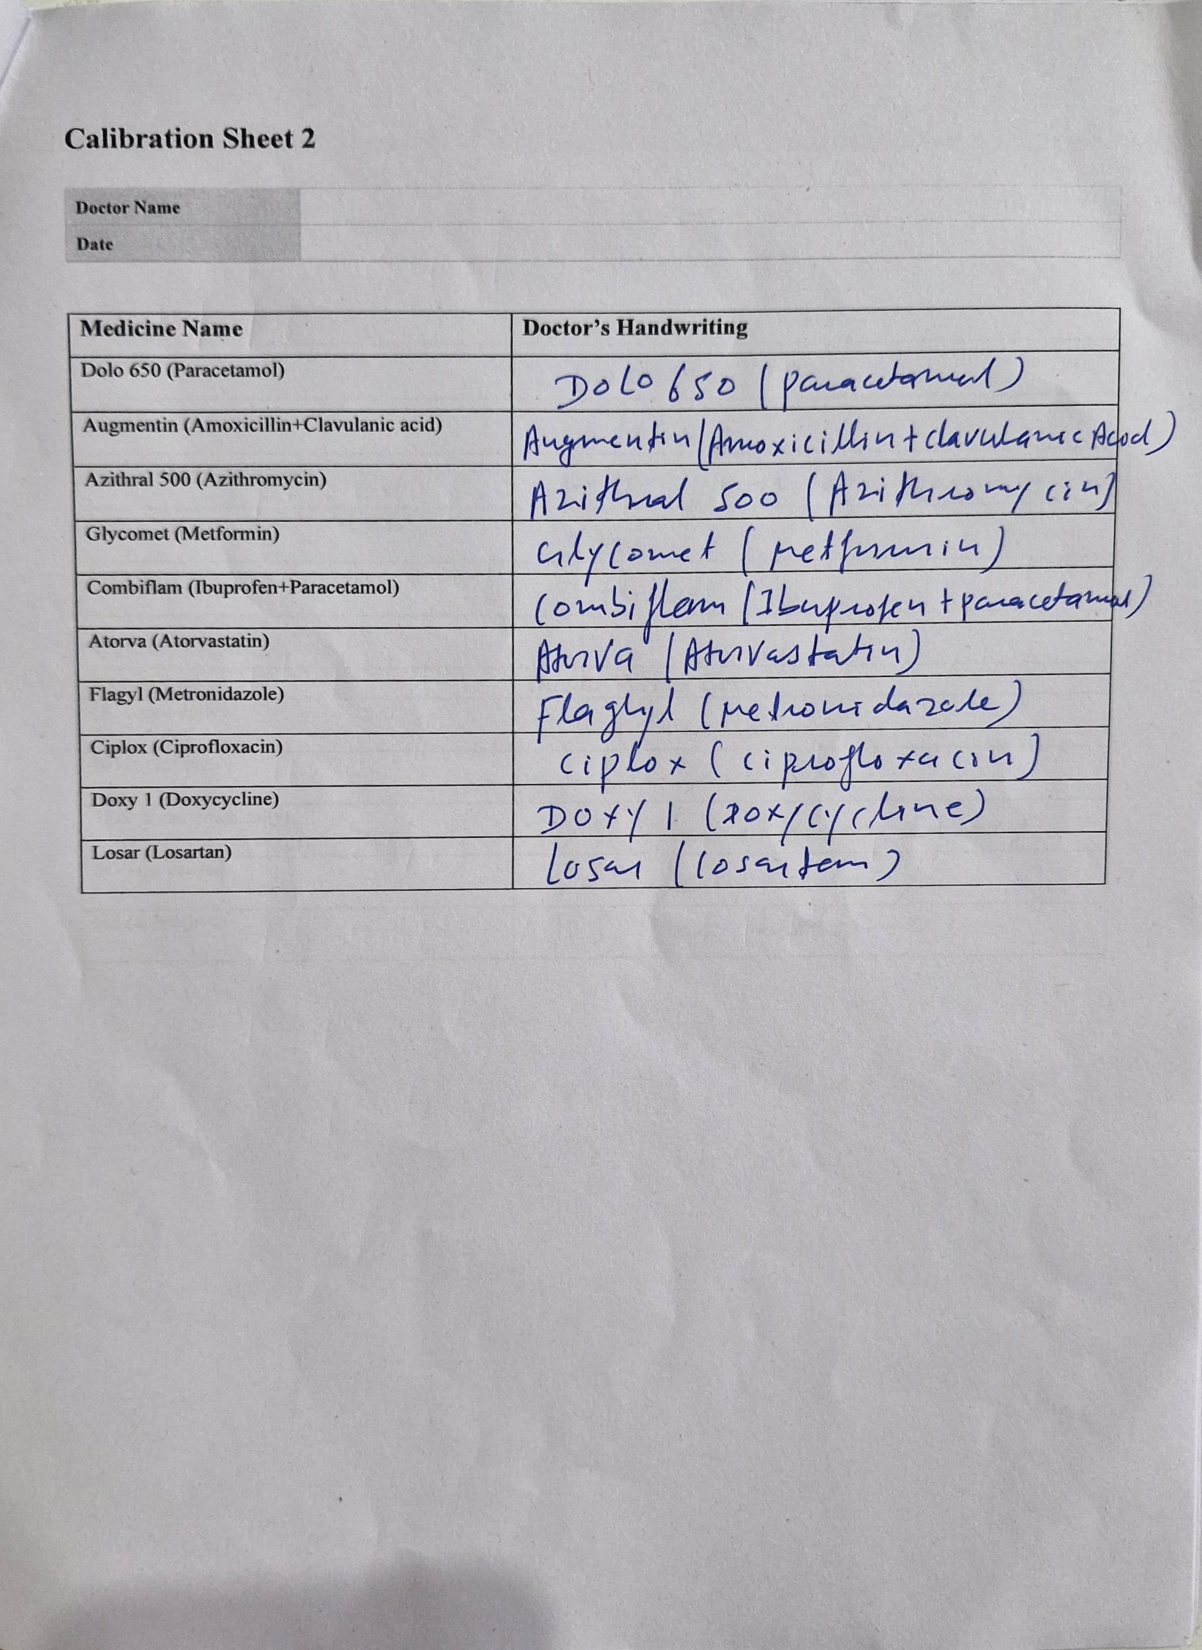 Calibration Sheet 2
Doctor Name
Date
Medicine Name Doctor's Handwriting
Dolo 650 (Paracetamol) Dolo 650 (paracetamol)
Augmentin (Amoxicillin+Clavulanic acid) Augmentin (Amoxicillin+clavulanic Acid)
Azithral 500 (Azithromycin) Azithral 500 (Azithromycin)
Glycomet (Metformin) Glycomet (Metformin)
Combiflam (Ibuprofen+Paracetamol) Combiflam (Ibuprofen+paracetamol)
Atorva (Atorvastatin) Atorva (Atorvastatin)
Flagyl (Metronidazole) Flaghyl (Metronidazole)
Ciplox (Ciprofloxacin) Ciplox (ciprofloxacin)
Doxy 1 (Doxycycline) Doxy 1 (Doxycycline)
Losar (Losartan) Losar (Losartan)